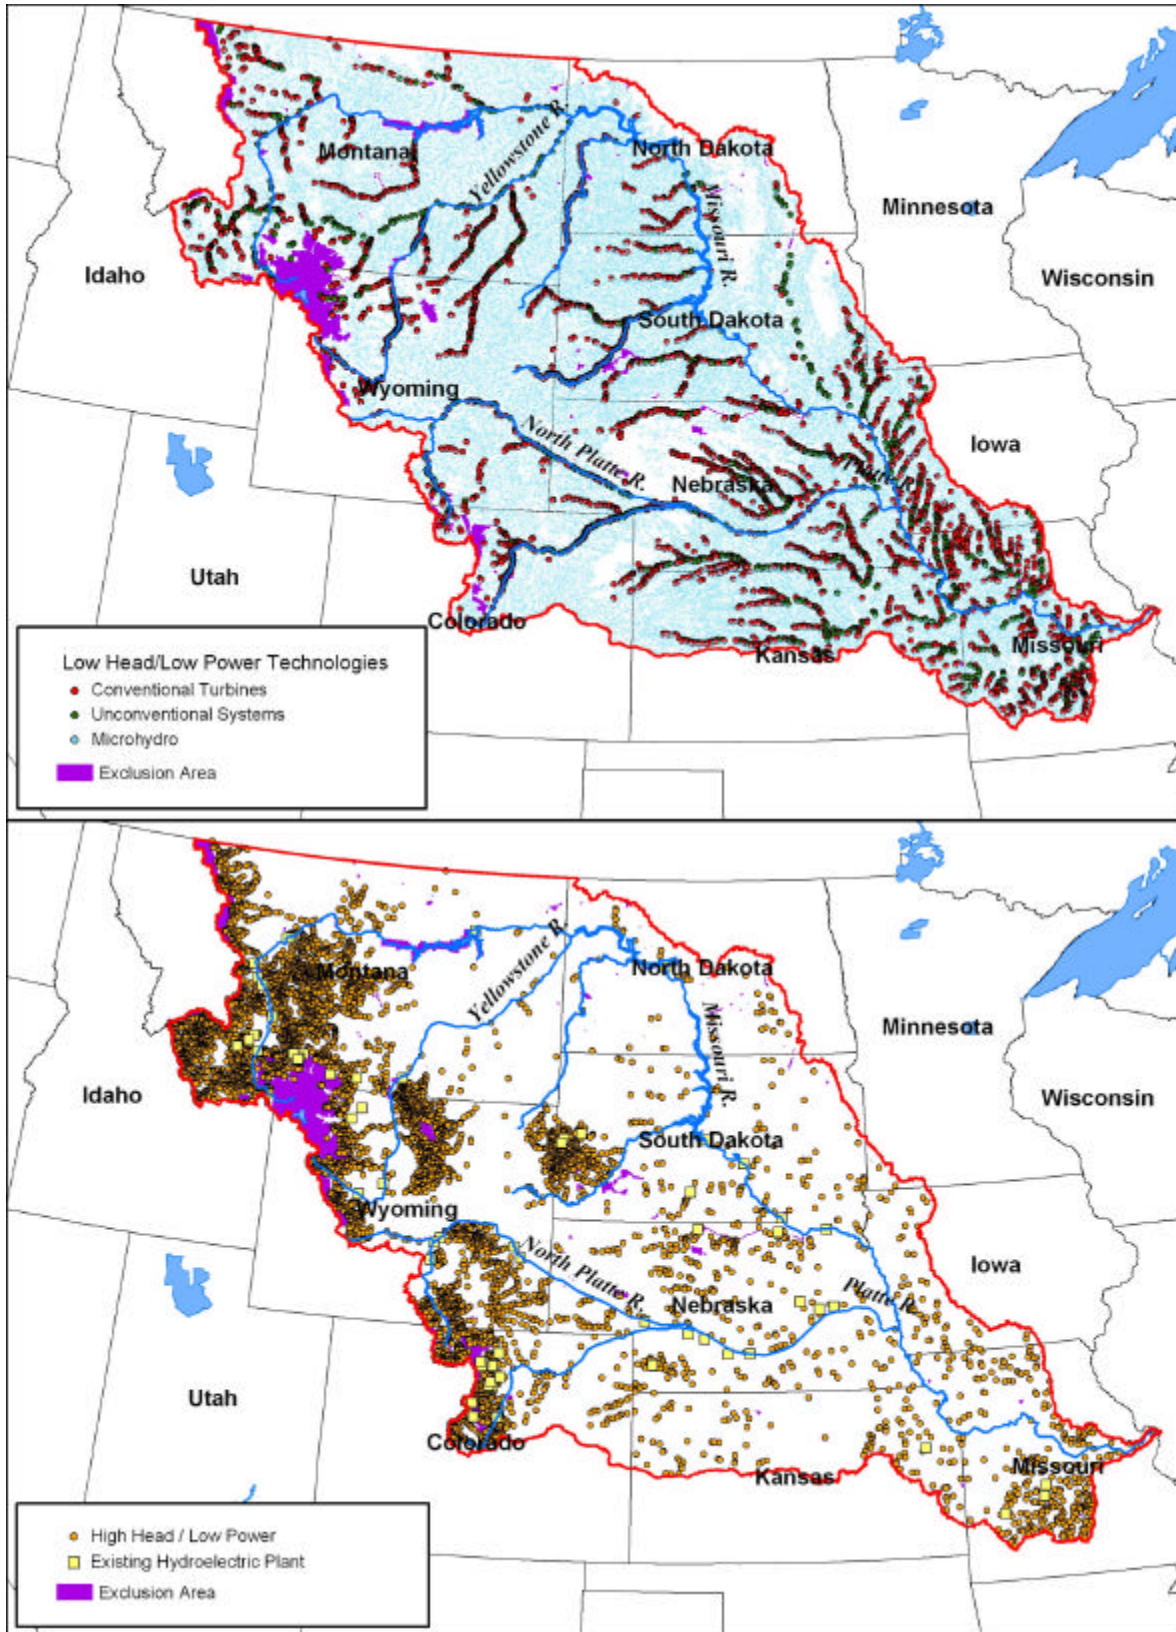 Montana
Yellowstone R.
North Dakota
Missouri R.
Minnesota
Idaho
Wisconsin
South Dakota
Wyoming
North Platte R.
Nebraska
Platte R.
Iowa
Utah
Colorado
Kansas
Missouri
Low Head/Low Power Technologies
Conventional Turbines
Unconventional Systems
Microhydro
Exclusion Area
Montana
Yellowstone R.
North Dakota
Missouri R.
Minnesota
Idaho
Wisconsin
South Dakota
Wyoming
North Platte R.
Nebraska
Platte R.
Iowa
Utah
Colorado
Kansas
Missouri
High Head / Low Power
Existing Hydroelectric Plant
Exclusion Area